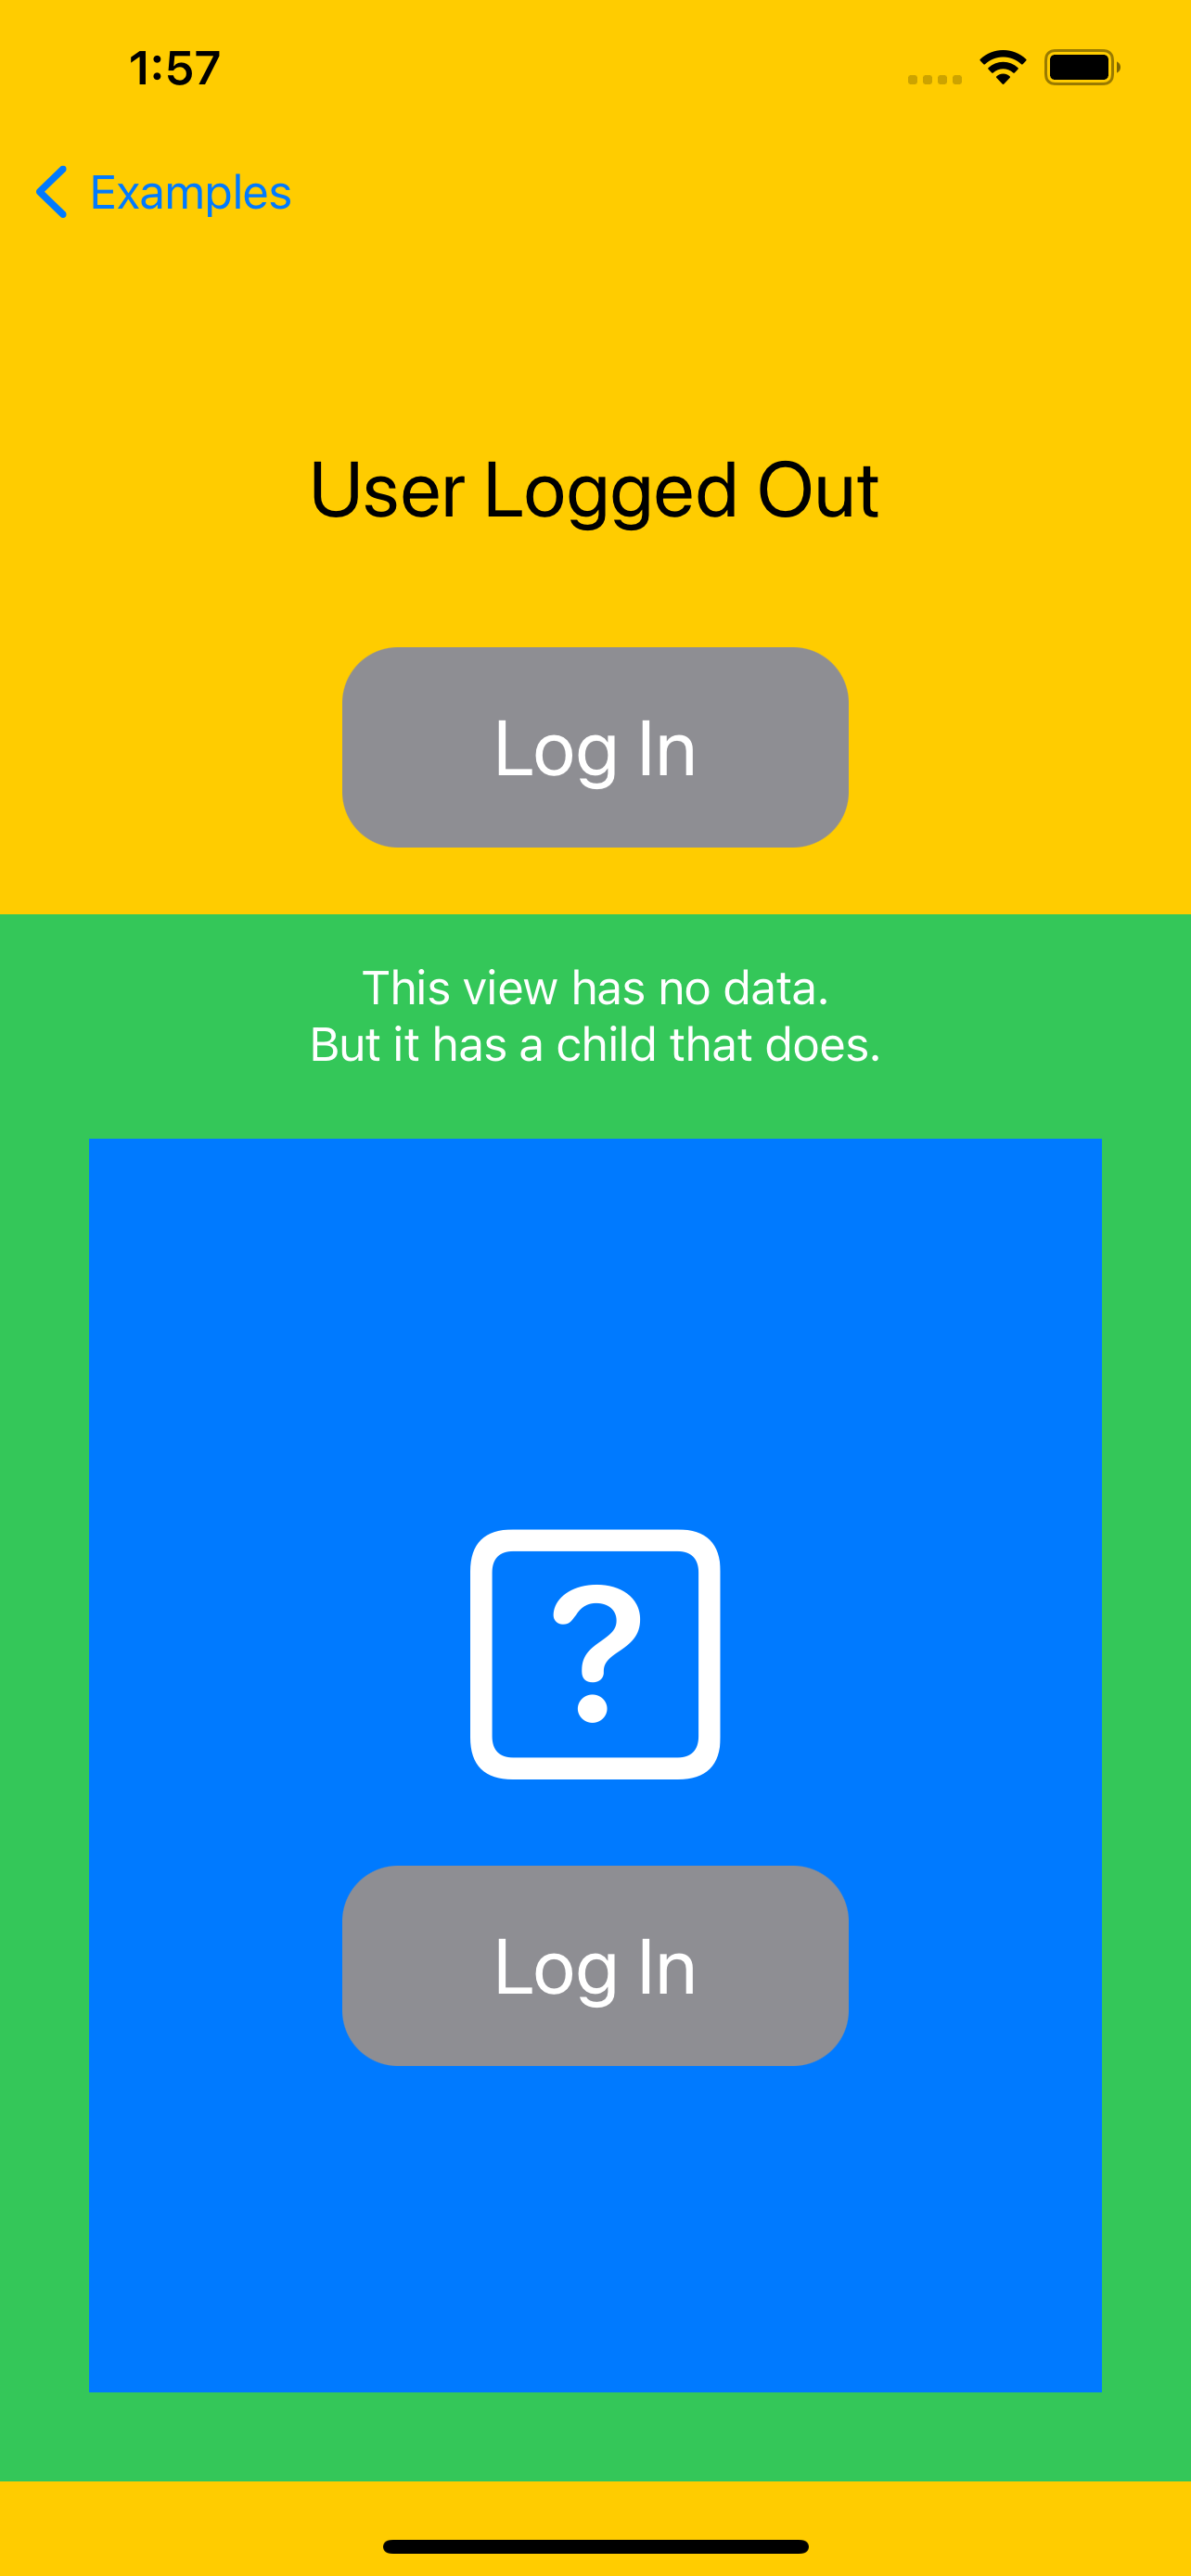 1:57
Examples
User Logged Out
Log In
This view has no data.
But it has a child that does.
?
Log In